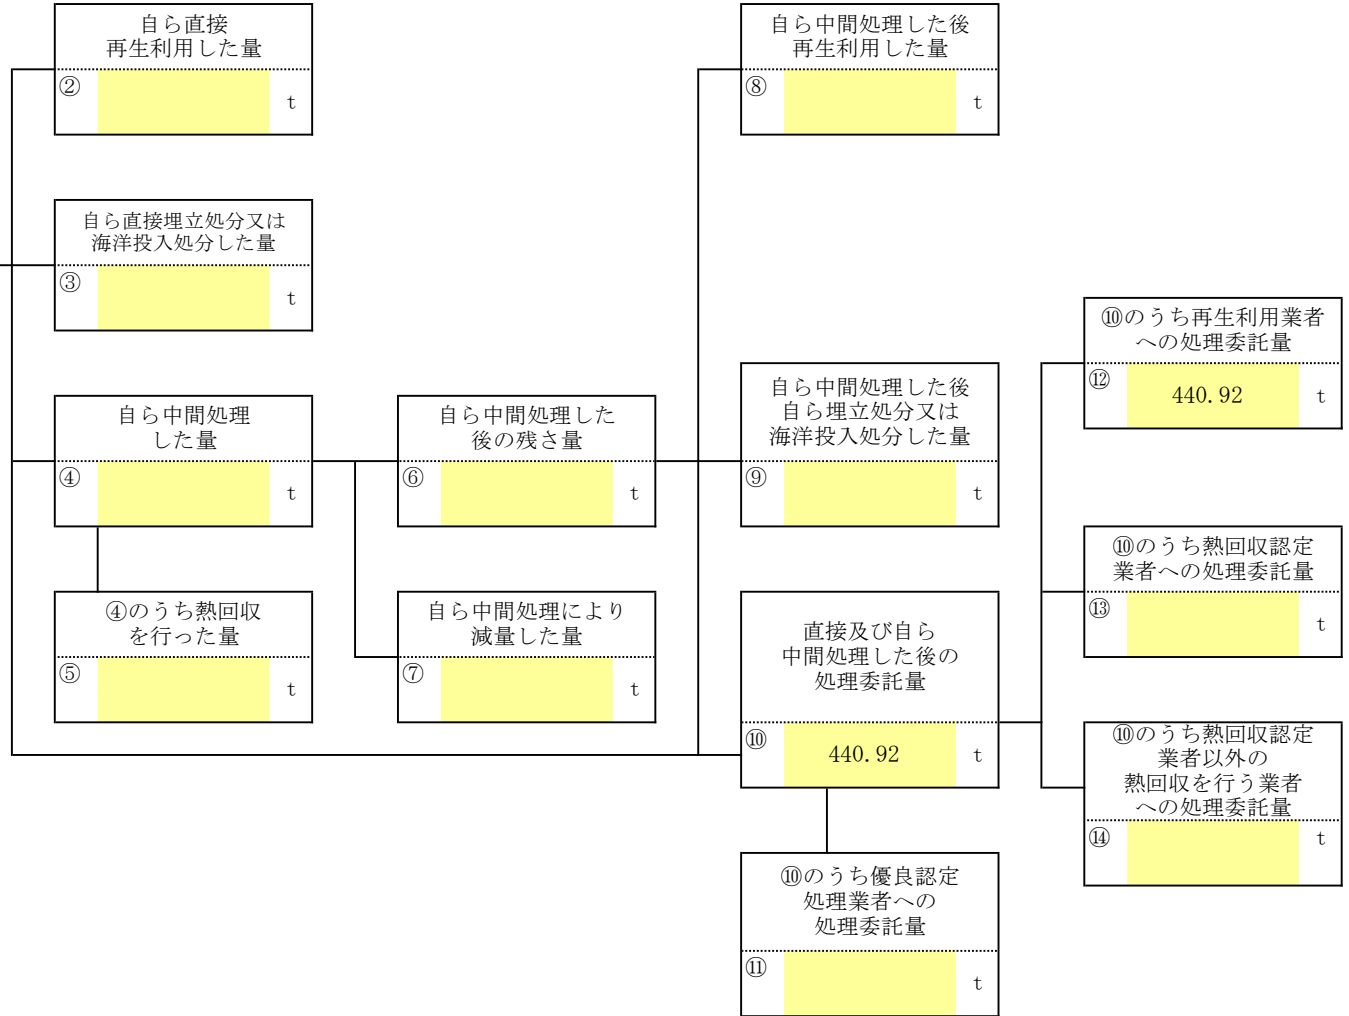 自ら直接
再生利用した量
②
t
自ら中間処理した後
再生利用した量
⑧
t
自ら直接埋立処分又は
海洋投入処分した量
③
t
⑩のうち再生利用業者
への処理委託量
⑫
440.92
t
自ら中間処理
した量
④
t
自ら中間処理した
後の残さ量
⑥
t
自ら中間処理した後
自ら埋立処分又は
海洋投入処分した量
⑨
t
⑩のうち熱回収認定
業者への処理委託量
⑬
t
④のうち熱回収
を行った量
⑤
t
自ら中間処理により
減量した量
⑦
t
直接及び自ら
中間処理した後の
処理委託量
⑩
440.92
t
⑩のうち熱回収認定
業者以外の
熱回収を行う業者
への処理委託量
⑭
t
⑩のうち優良認定
処理業者への
処理委託量
⑪
t